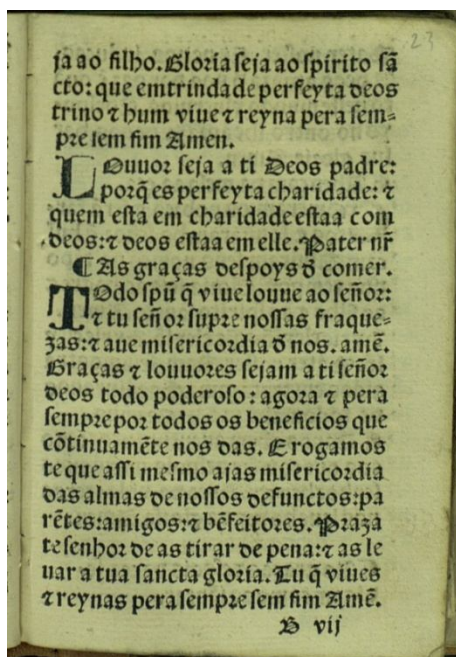 23
ja ao filho. Gloria seja ao spirito sã
cto: que em trindade perfeyta deos
trino ⁊ hum viue ⁊ reyna pera sem-
pre sem fim Amen.
LOuuor seja a ti Deos padre:
porq̃ es perfeyta charidade: ⁊
quem esta em charidade estaa com
deos: ⁊ deos estaa em elle. Pater nr̃
¶ As graças despoys d̃ comer.
TOdo spũ q̃ viue louue ao señor:
⁊ tu señor supre nossas fraque-
zas: ⁊ aue misericordia d̃ nos. amẽ.
Graças ⁊ louuores sejam a ti señor
deos todo poderoso: agora ⁊ pera
sempre por todos os beneficios que
cõtinuamẽte nos das. E rogamos
te que assi mesmo ajas misericordia
das almas de nossos defunctos: pa
rẽtes: amigos: ⁊ bẽfeitores. Praza
te senhor de as tirar de pena: ⁊ as le
uar a tua sancta gloria. Tu q̃ viues
⁊ reynas pera sempre sem fim Amẽ.
B vij